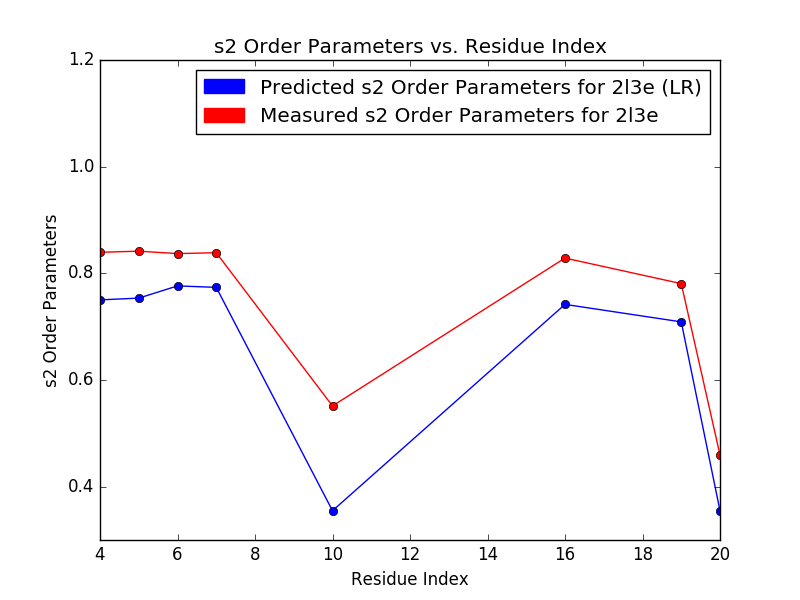 s2 Order Parameters vs. Residue Index
Predicted s2 Order Parameters for 2l3e (LR)
Measured s2 Order Parameters for 2l3e
1.2
1.0
0.8
0.6
0.4
s2 Order Parameters
4 6 8 10 12 14 16 18 20
Residue Index